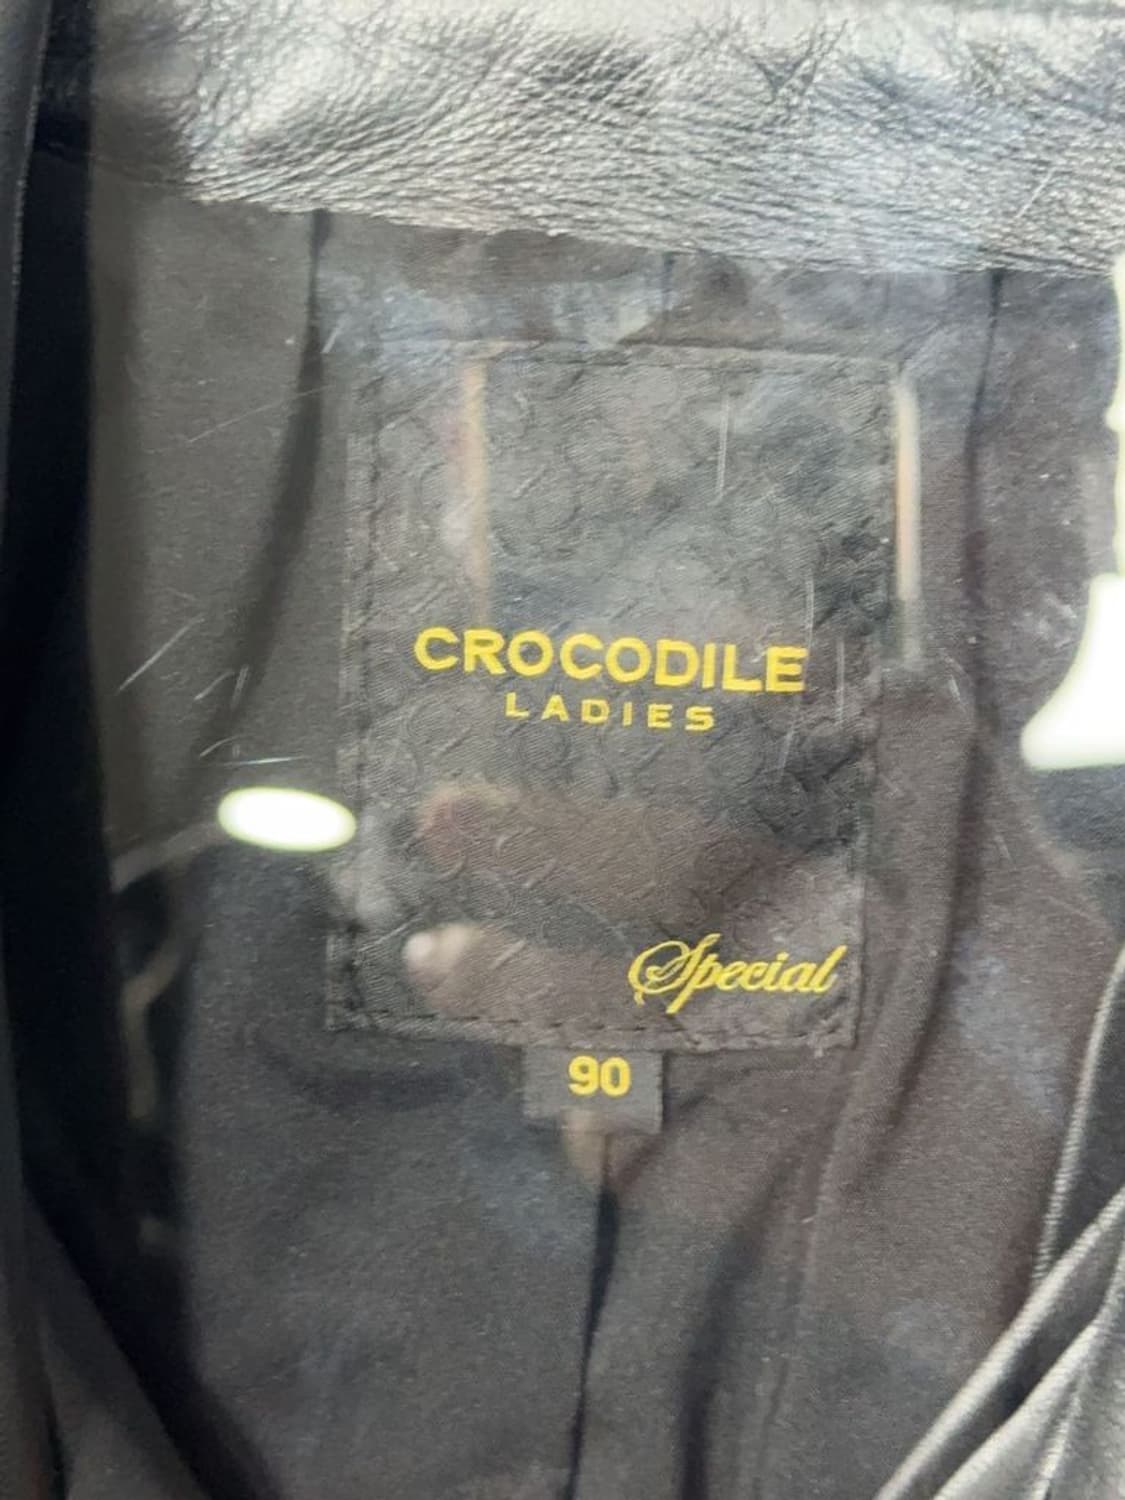 CROCODILE
LADIES
Special
90